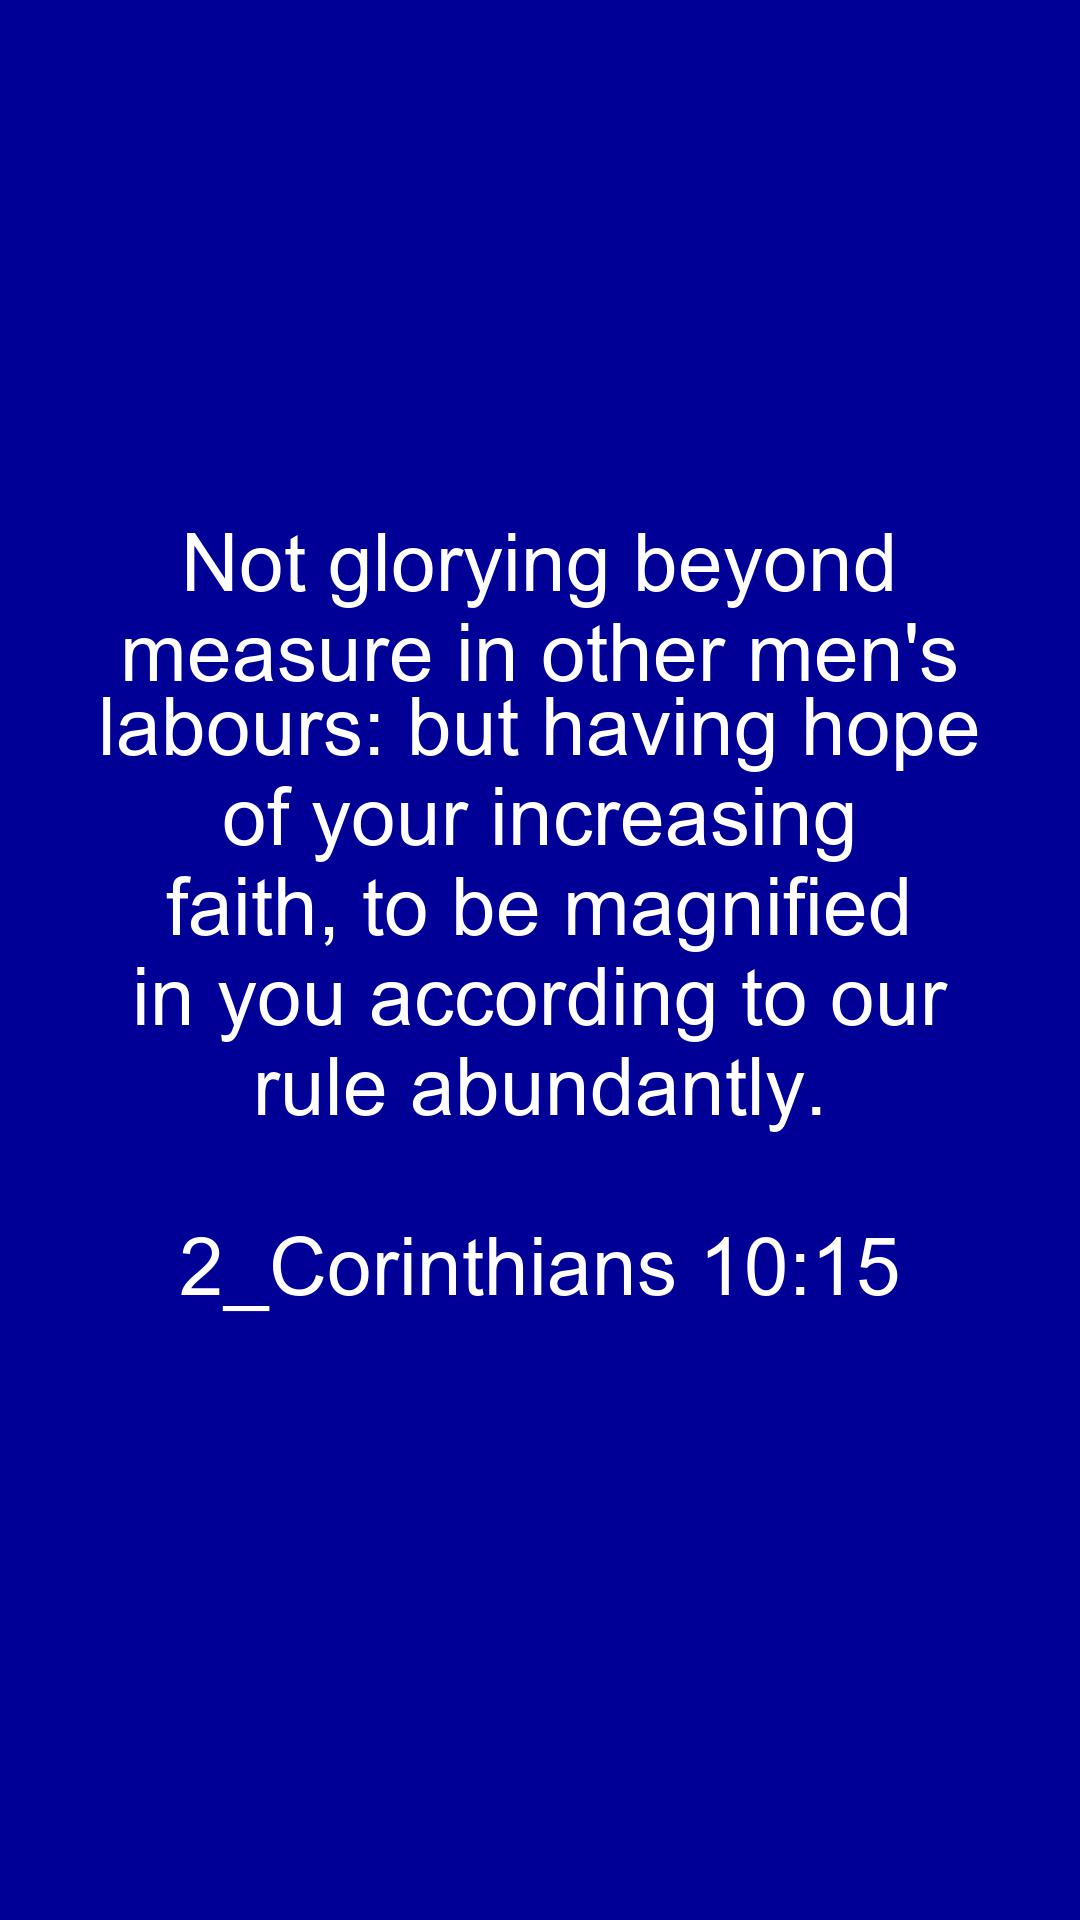 Not glorying beyond
measure in other men's
labours: but having hope
of your increasing
faith, to be magnified
in you according to our
rule abundantly.
2_Corinthians 10:15